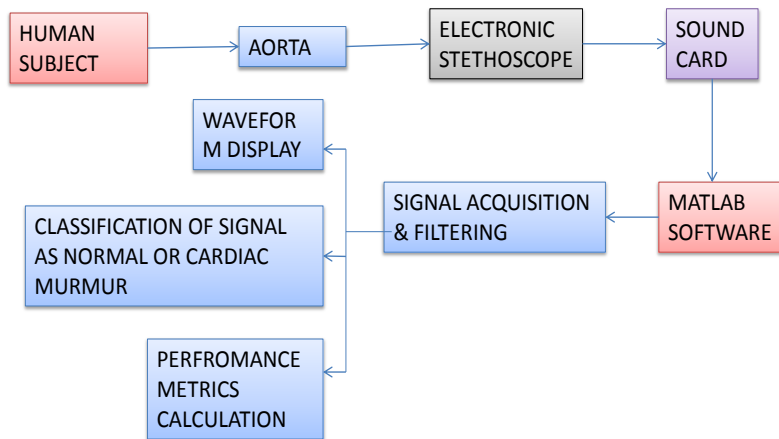 HUMAN
SUBJECT
AORTA
ELECTRONIC
STETHOSCOPE
SOUND
CARD
WAVEFOR
M DISPLAY
SIGNAL ACQUISITION
& FILTERING
MATLAB
SOFTWARE
CLASSIFICATION OF SIGNAL
AS NORMAL OR CARDIAC
MURMUR
PERFROMANCE
METRICS
CALCULATION